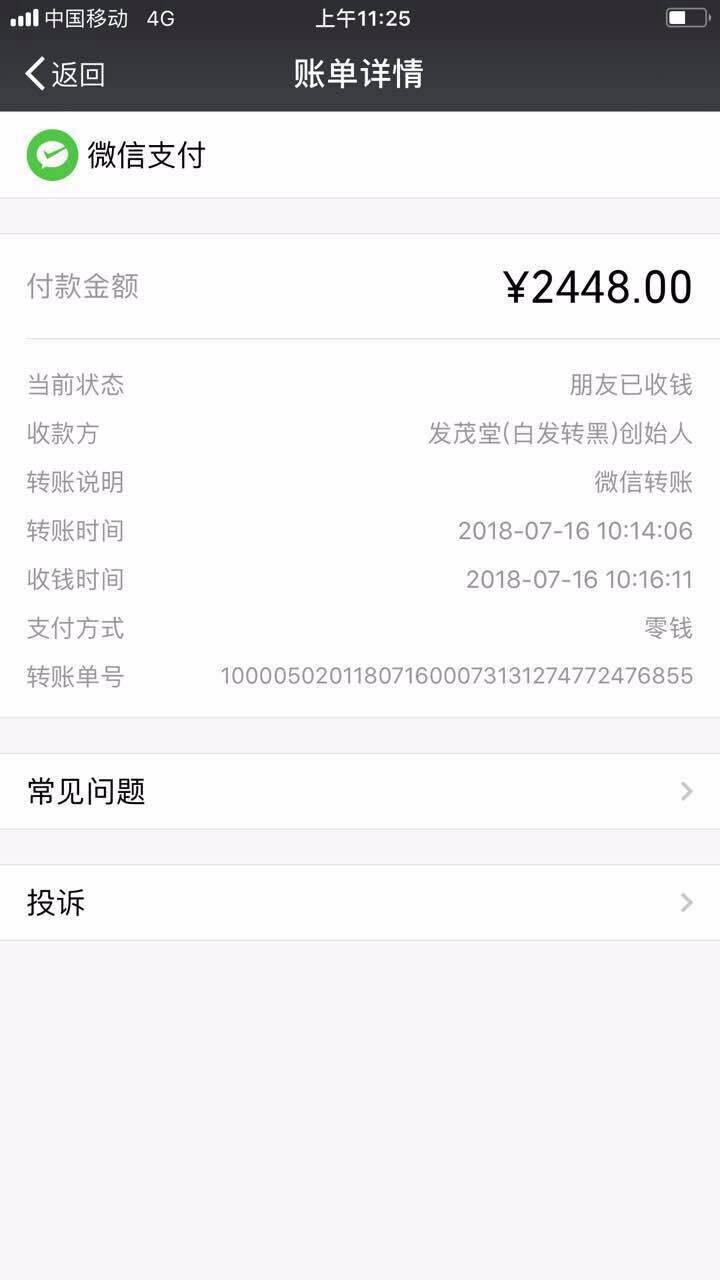 中国移动 4G 上午11:25
返回 账单详情
微信支付
付款金额 ¥2448.00
当前状态 朋友已收钱
收款方 发茂堂(白发转黑)创始人
转账说明 微信转账
转账时间 2018-07-16 10:14:06
收钱时间 2018-07-16 10:16:11
支付方式 零钱
转账单号 1000050201180716000731312747724​76855
常见问题
投诉